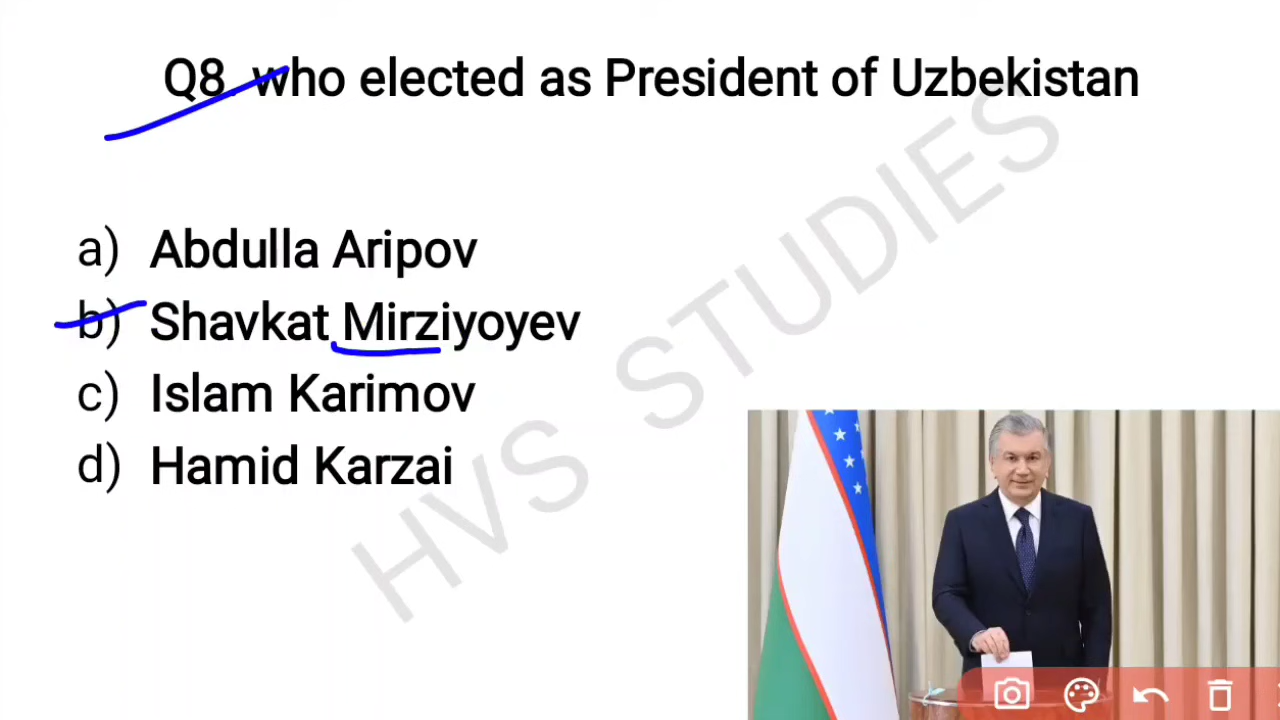 Q8. who elected as President of Uzbekistan
a) Abdulla Aripov
b) Shavkat Mirziyoyev
c) Islam Karimov
d) Hamid Karzai
HVS STUDIES